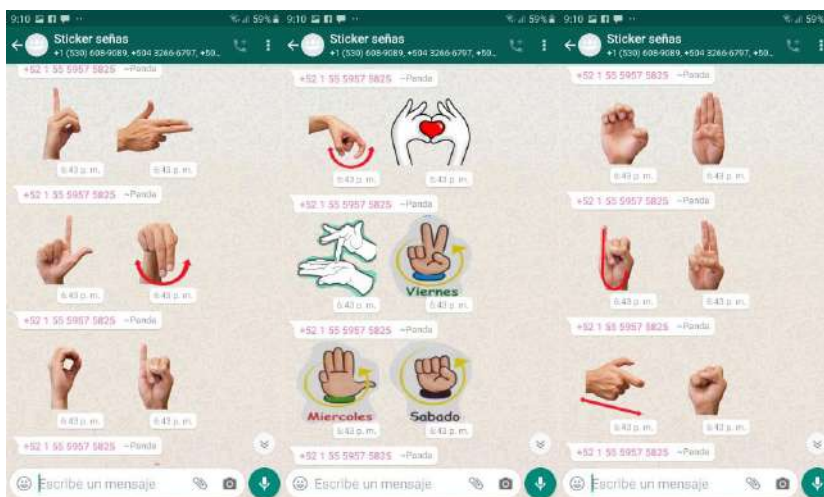 9:10 59%
Sticker señas
+1 (530) 608-9089, +504 3266-6797, +50...
+52 1 55 5957 5825 ~Panda
6:43 p. m. 6:43 p. m.
+52 1 55 5957 5825 ~Panda
6:43 p. m. 6:43 p. m.
+52 1 55 5957 5825 ~Panda
6:43 p. m. 6:43 p. m.
+52 1 55 5957 5825 ~Panda
Escribe un mensaje
9:10 59%
Sticker señas
+1 (530) 608-9089, +504 3266-6797, +50...
+52 1 55 5957 5825 ~Panda
6:43 p. m. 6:43 p. m.
+52 1 55 5957 5825 ~Panda
Viernes
6:43 p. m. 6:43 p. m.
+52 1 55 5957 5825 ~Panda
Miercoles Sabado
6:43 p. m. 6:43 p. m.
+52 1 55 5957 5825 ~Panda
Escribe un mensaje
9:10 59%
Sticker señas
+1 (530) 608-9089, +504 3266-6797, +50...
+52 1 55 5957 5825 ~Panda
6:43 p. m. 6:43 p. m.
+52 1 55 5957 5825 ~Panda
6:43 p. m. 6:43 p. m.
+52 1 55 5957 5825 ~Panda
6:43 p. m. 6:43 p. m.
+52 1 55 5957 5825 ~Panda
Escribe un mensaje